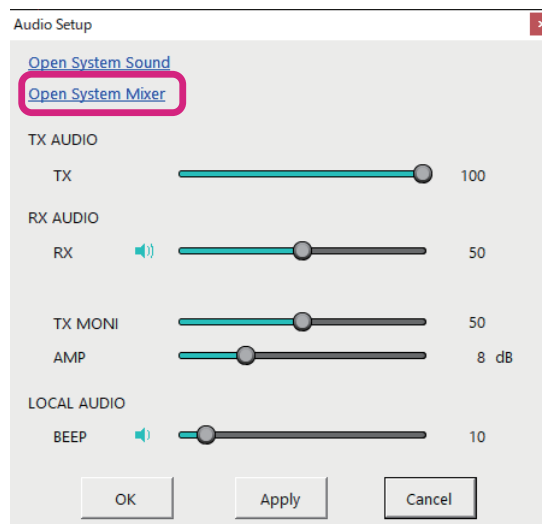 Audio Setup
Open System Sound
Open System Mixer
TX AUDIO
TX 100
RX AUDIO
RX 50
TX MONI 50
AMP 8 dB
LOCAL AUDIO
BEEP 10
OK Apply Cancel